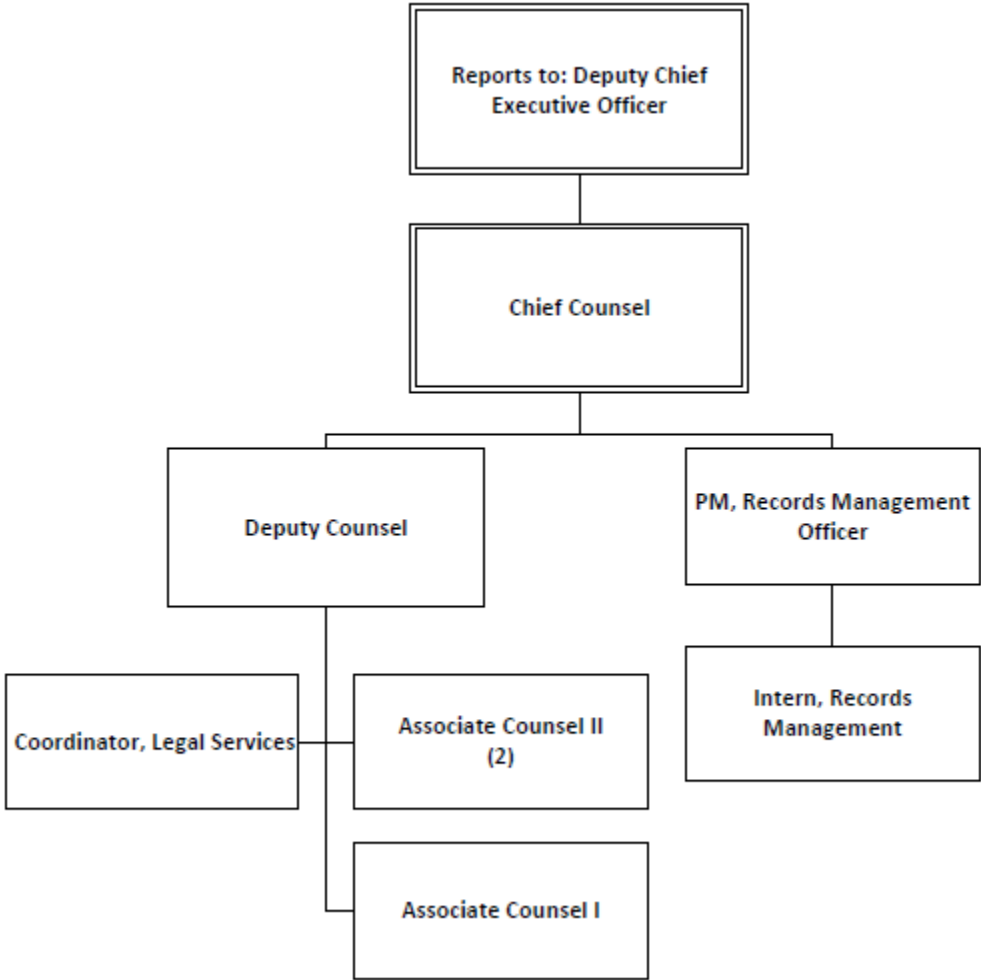 Reports to: Deputy Chief
Executive Officer
Chief Counsel
Deputy Counsel
PM, Records Management
Officer
Coordinator, Legal Services
Associate Counsel II
(2)
Intern, Records
Management
Associate Counsel I